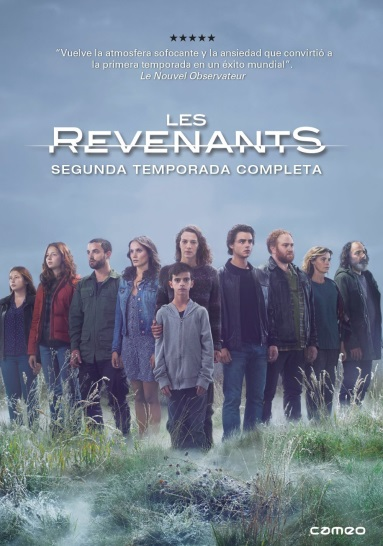 ★★★★★
"Vuelve la atmosfera sofocante y la ansiedad que convirtió a
la primera temporada en un éxito mundial".
Le Nouvel Observateur
LES
REVENANTS
SEGUNDA TEMPORADA COMPLETA
cameo